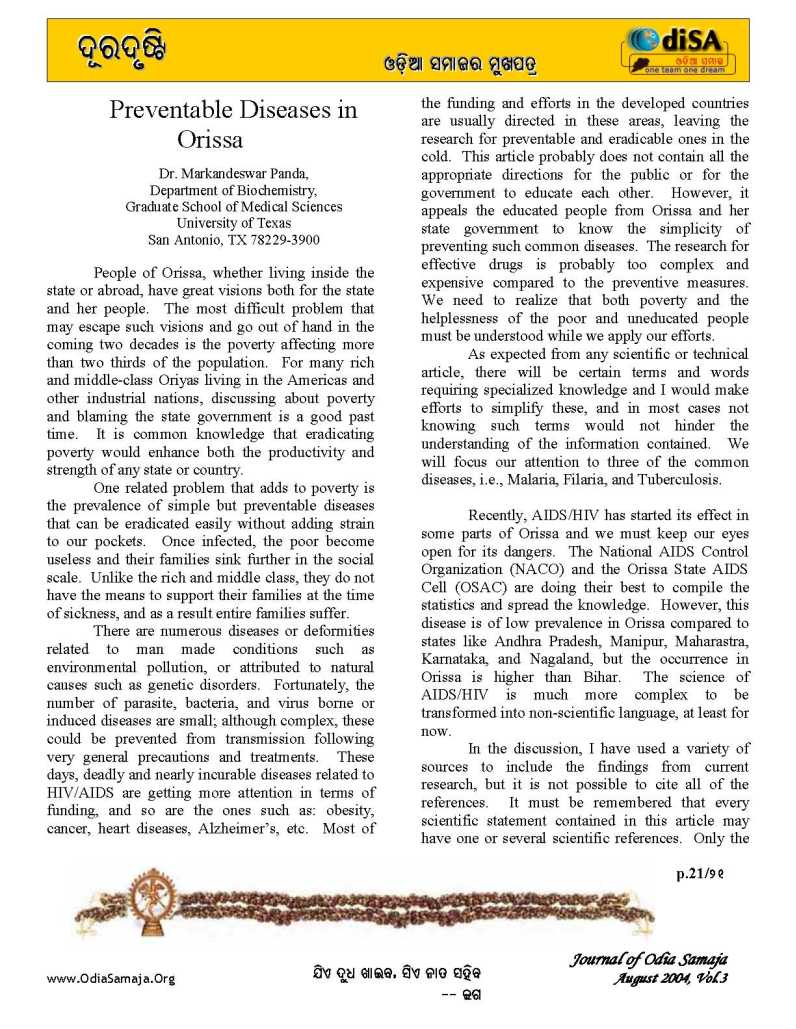 ଦୂରଦୃଷ୍ଟି
ଓଡ଼ିଆ ସମାଜର ମୁଖପତ୍ର
OdiSA
ଓଡ଼ିଆ ସମାଜ
one team one dream
Preventable Diseases in
Orissa
Dr. Markandeswar Panda,
Department of Biochemistry,
Graduate School of Medical Sciences
University of Texas
San Antonio, TX 78229-3900
People of Orissa, whether living inside the
state or abroad, have great visions both for the state
and her people. The most difficult problem that
may escape such visions and go out of hand in the
coming two decades is the poverty affecting more
than two thirds of the population. For many rich
and middle-class Oriyas living in the Americas and
other industrial nations, discussing about poverty
and blaming the state government is a good past
time. It is common knowledge that eradicating
poverty would enhance both the productivity and
strength of any state or country.
One related problem that adds to poverty is
the prevalence of simple but preventable diseases
that can be eradicated easily without adding strain
to our pockets. Once infected, the poor become
useless and their families sink further in the social
scale. Unlike the rich and middle class, they do not
have the means to support their families at the time
of sickness, and as a result entire families suffer.
There are numerous diseases or deformities
related to man made conditions such as
environmental pollution, or attributed to natural
causes such as genetic disorders. Fortunately, the
number of parasite, bacteria, and virus borne or
induced diseases are small; although complex, these
could be prevented from transmission following
very general precautions and treatments. These
days, deadly and nearly incurable diseases related to
HIV/AIDS are getting more attention in terms of
funding, and so are the ones such as: obesity,
cancer, heart diseases, Alzheimer's, etc. Most of
the funding and efforts in the developed countries
are usually directed in these areas, leaving the
research for preventable and eradicable ones in the
cold. This article probably does not contain all the
appropriate directions for the public or for the
government to educate each other. However, it
appeals the educated people from Orissa and her
state government to know the simplicity of
preventing such common diseases. The research for
effective drugs is probably too complex and
expensive compared to the preventive measures.
We need to realize that both poverty and the
helplessness of the poor and uneducated people
must be understood while we apply our efforts.
As expected from any scientific or technical
article, there will be certain terms and words
requiring specialized knowledge and I would make
efforts to simplify these, and in most cases not
knowing such terms would not hinder the
understanding of the information contained. We
will focus our attention to three of the common
diseases, i.e., Malaria, Filaria, and Tuberculosis.
Recently, AIDS/HIV has started its effect in
some parts of Orissa and we must keep our eyes
open for its dangers. The National AIDS Control
Organization (NACO) and the Orissa State AIDS
Cell (OSAC) are doing their best to compile the
statistics and spread the knowledge. However, this
disease is of low prevalence in Orissa compared to
states like Andhra Pradesh, Manipur, Maharastra,
Karnataka, and Nagaland, but the occurrence in
Orissa is higher than Bihar. The science of
AIDS/HIV is much more complex to be
transformed into non-scientific language, at least for
now.
In the discussion, I have used a variety of
sources to include the findings from current
research, but it is not possible to cite all of the
references. It must be remembered that every
scientific statement contained in this article may
have one or several scientific references. Only the
p.21/୨୧
www.OdiaSamaja.Org
ଯିଏ ଦୁଧ ଖାଇବ, ସିଏ ନାତ ସହିବ
-- ଢଗ
Journal of Odia Samaja
August 2004, Vol.3